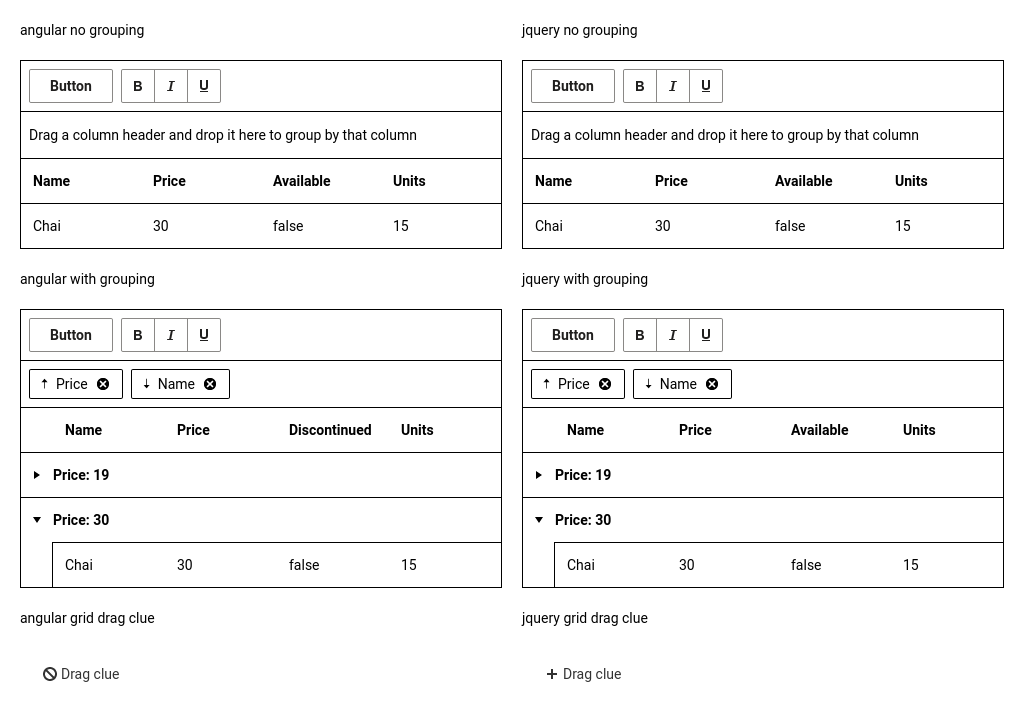 angular no grouping
jquery no grouping
Button B I U
Button B I U
Drag a column header and drop it here to group by that column
Drag a column header and drop it here to group by that column
Name Price Available Units
Name Price Available Units
Chai 30 false 15
Chai 30 false 15
angular with grouping
jquery with grouping
Button B I U
Button B I U
Price Name
Price Name
Name Price Discontinued Units
Name Price Available Units
Price: 19
Price: 19
Price: 30
Price: 30
Chai 30 false 15
Chai 30 false 15
angular grid drag clue
jquery grid drag clue
Drag clue
Drag clue